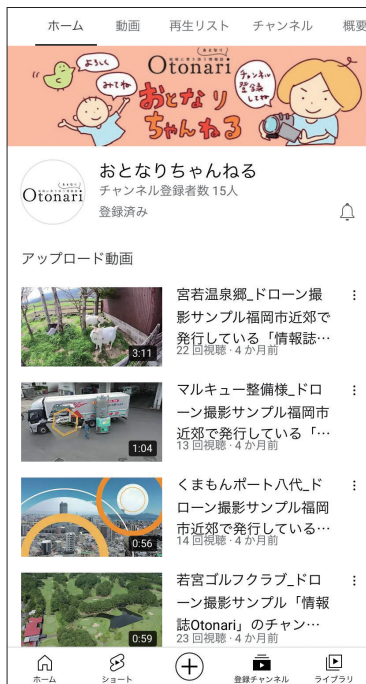 ホーム 動画 再生リスト チャンネル 概要
よろしく
みてね
おとなり
Otonari
おとなり
ちゃんねる
チャンネル
登録
してね
おとなり
Otonari
おとなりちゃんねる
チャンネル登録者数 15人
登録済み
アップロード動画
宮若温泉郷_ドローン撮
影サンプル福岡市近郊で
発行している「情報誌…
22 回視聴・4 か月前
3:11
マルキュー整備様_ドロ
ーン撮影サンプル福岡市
近郊で発行している「…
13 回視聴・4 か月前
1:04
くまもんポート八代_ド
ローン撮影サンプル福岡
市近郊で発行している…
14 回視聴・4 か月前
0:56
若宮ゴルフクラブ_ドロ
ーン撮影サンプル「情報
誌Otonari」のチャン…
23 回視聴・4 か月前
0:59
ホーム ショート 登録チャンネル ライブラリ